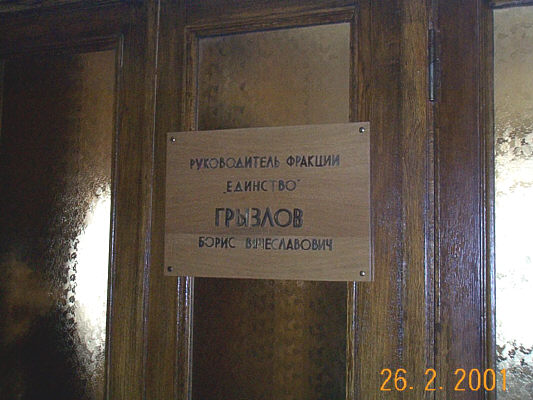 РУКОВОДИТЕЛЬ ФРАКЦИИ
„ЕДИНСТВО"
ГРЫЗЛОВ
БОРИС ВЯЧЕСЛАВОВИЧ
26. 2. 2001